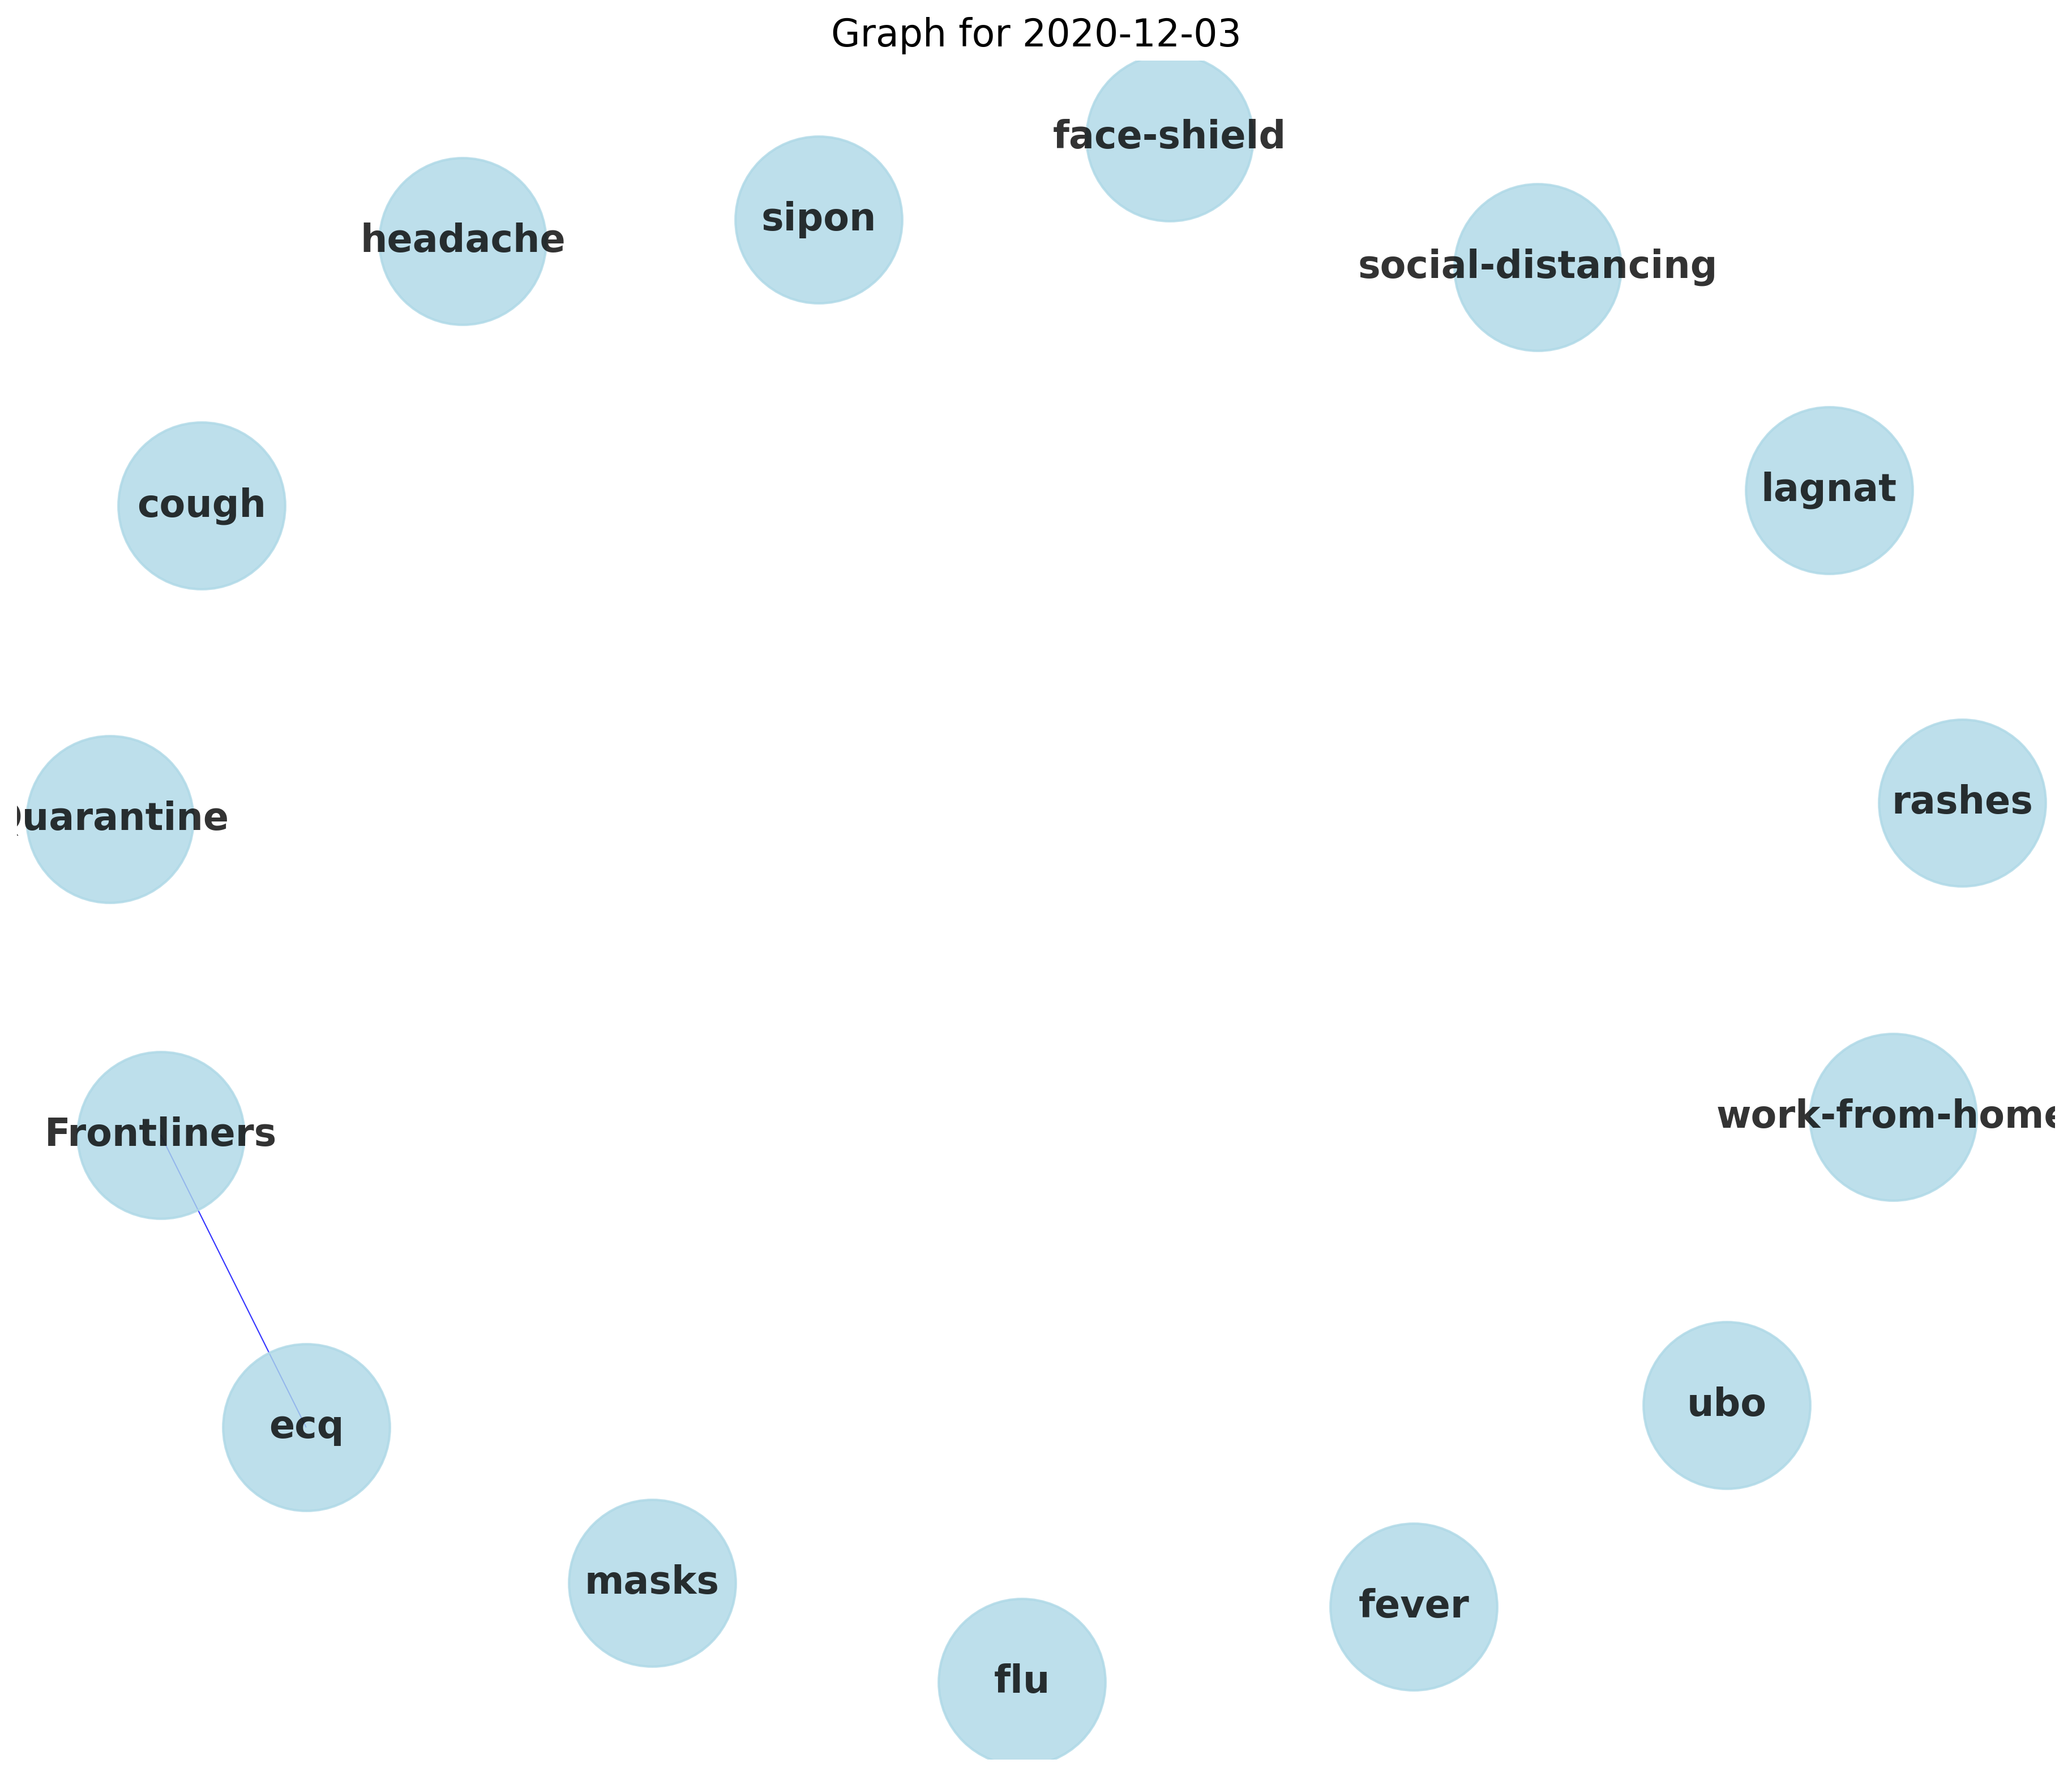 Graph for 2020-12-03
face-shield
sipon
headache
social-distancing
lagnat
cough
rashes
uarantine
work-from-home
Frontliners
ubo
ecq
masks
fever
flu